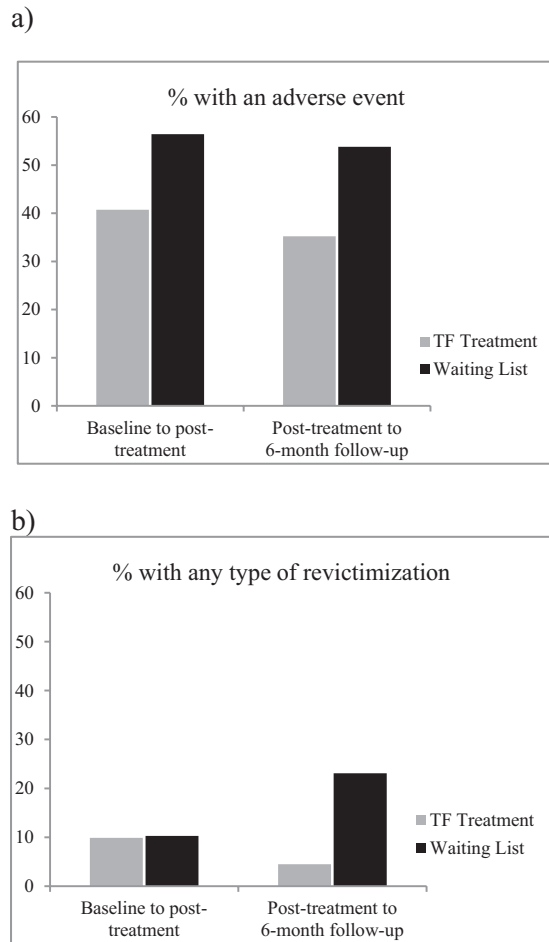 a)
% with an adverse event
60
50
40
30
20
10
0
TF Treatment
Waiting List
Baseline to post-
treatment
Post-treatment to
6-month follow-up
b)
% with any type of revictimization
60
50
40
30
20
10
0
TF Treatment
Waiting List
Baseline to post-
treatment
Post-treatment to
6-month follow-up